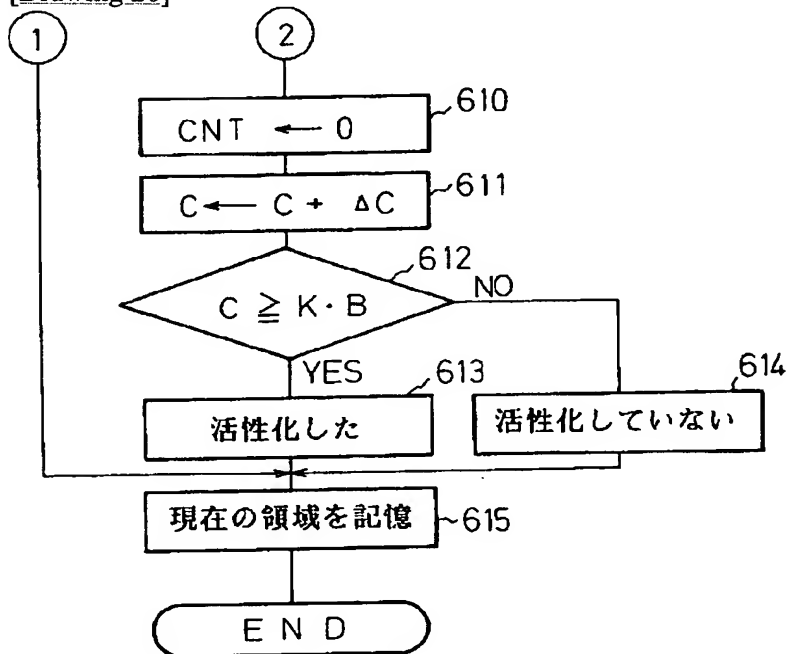 1
2
CNT ← 0
610
C ← C + ΔC
611
612
C ≧ K・B
NO
YES
613
614
活性化した
活性化していない
現在の領域を記憶
615
END